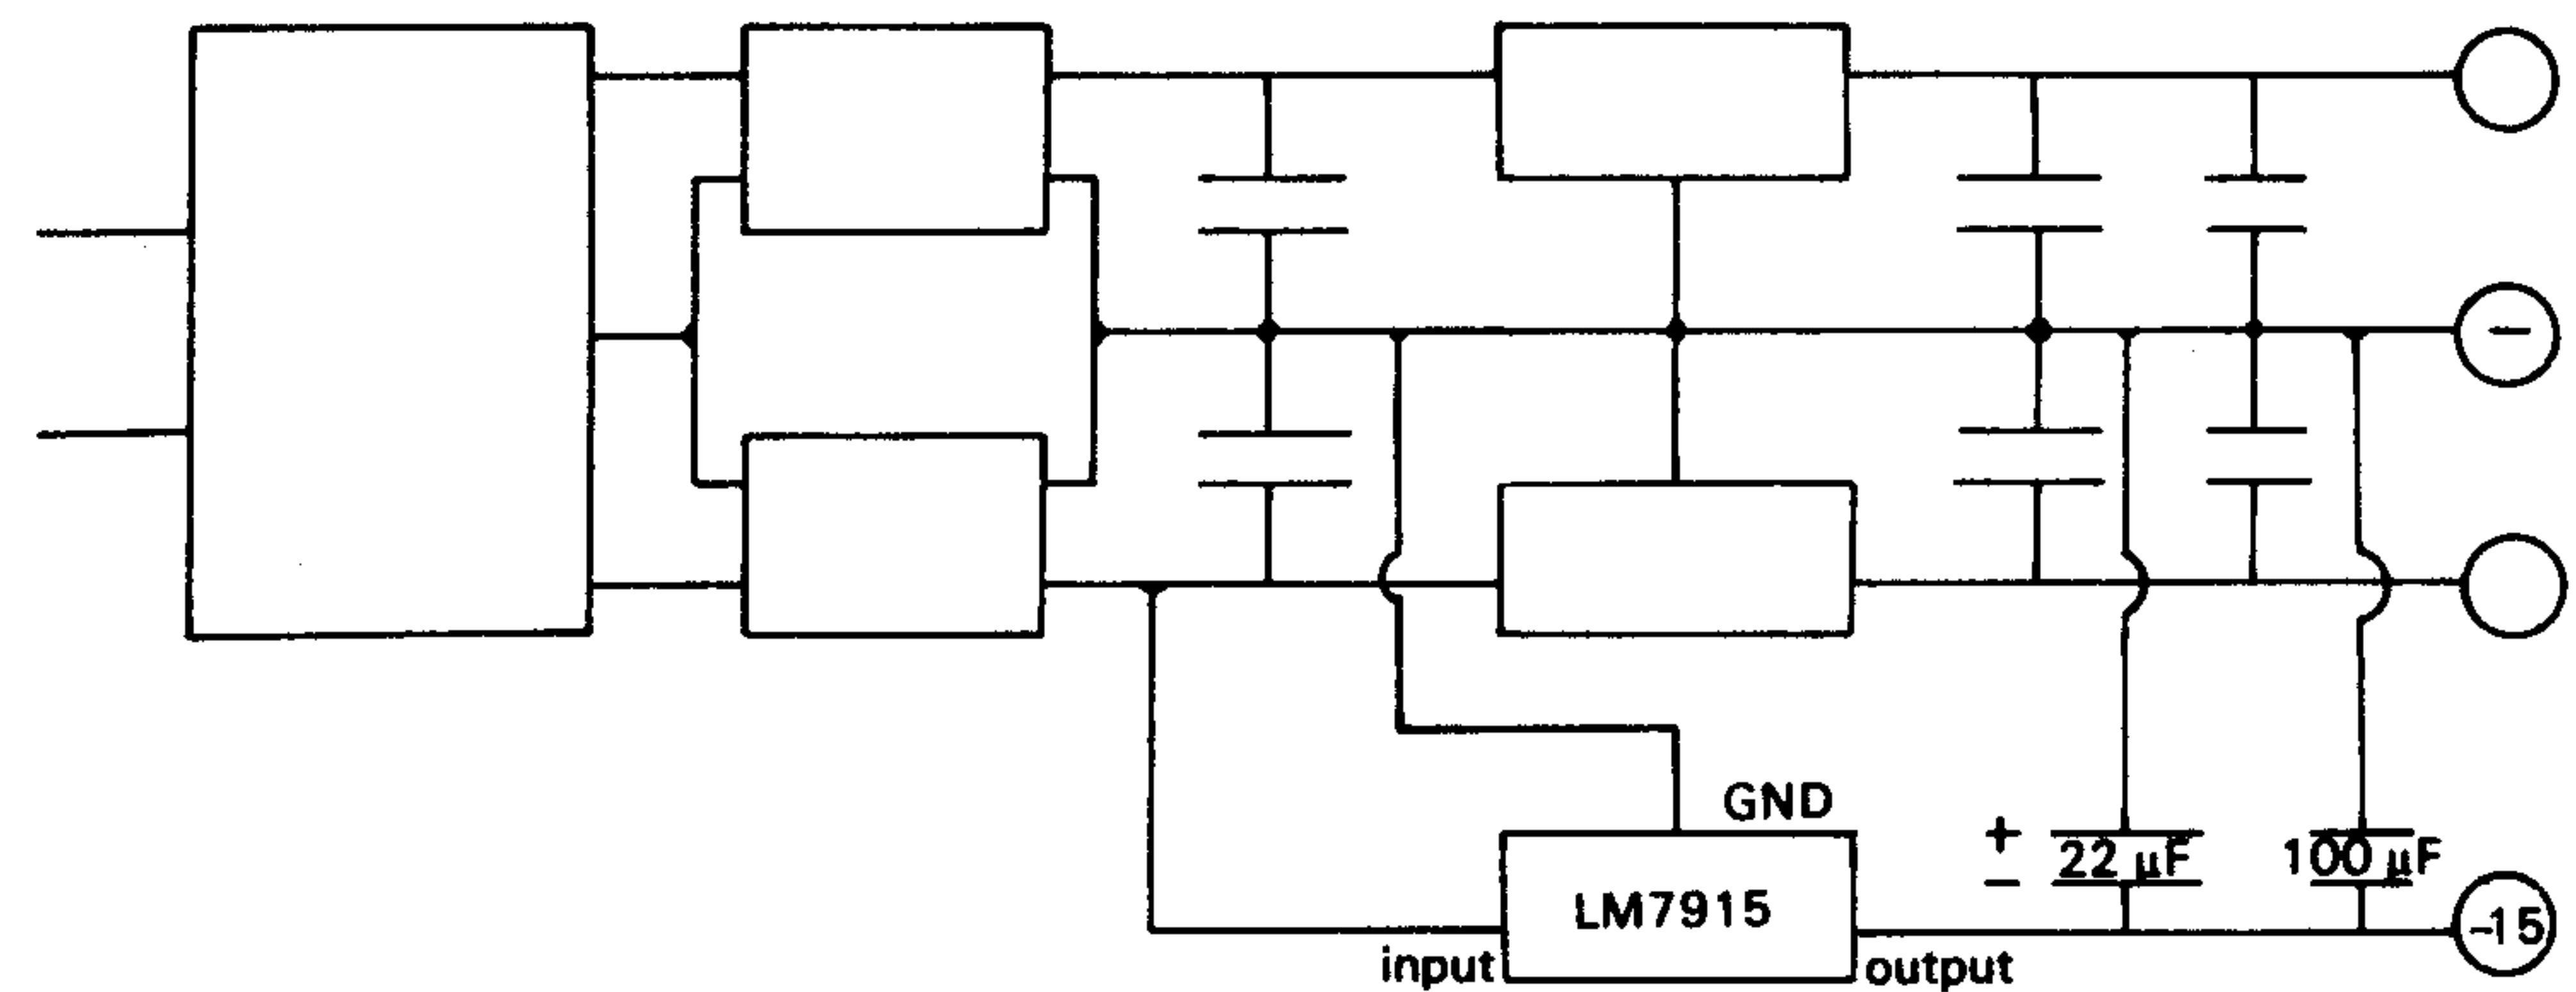 −
GND
+
−
22 µF
100 µF
LM7915
-15
input
output